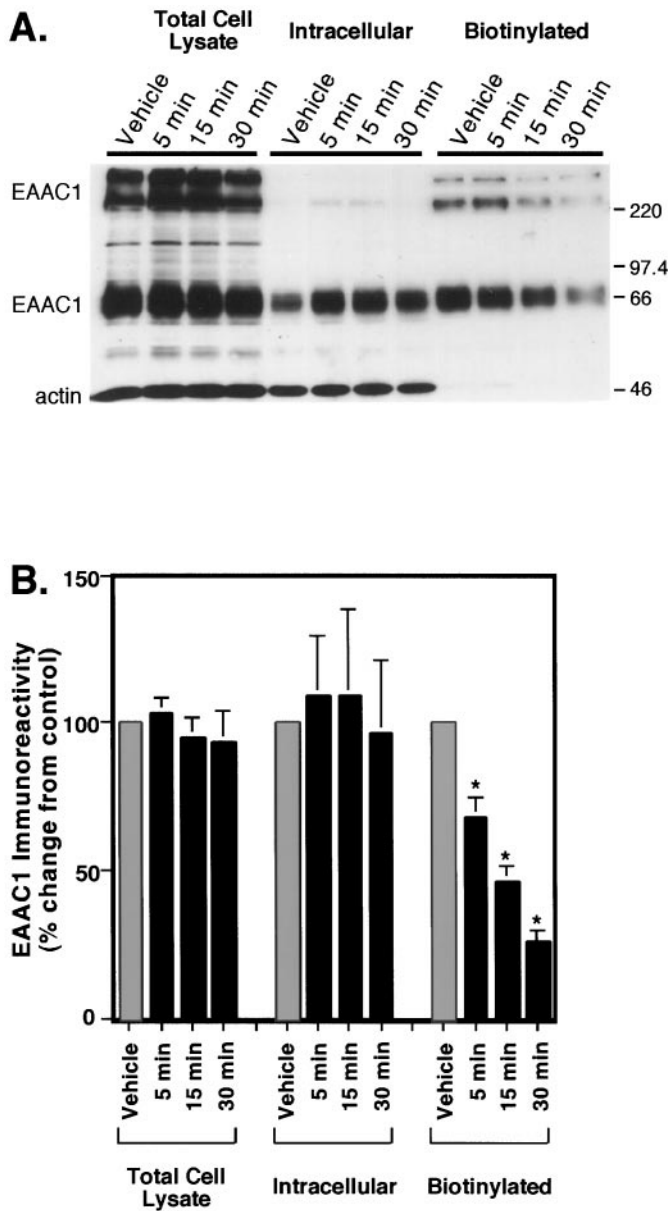 A.
Total Cell
Lysate
Intracellular
Biotinylated
Vehicle
5 min
15 min
30 min
Vehicle
5 min
15 min
30 min
Vehicle
5 min
15 min
30 min
EAAC1
220
97.4
EAAC1
66
actin
46
B.
EAAC1 Immunoreactivity
(% change from control)
150
100
50
0
*
*
*
Vehicle
5 min
15 min
30 min
Vehicle
5 min
15 min
30 min
Vehicle
5 min
15 min
30 min
Total Cell
Lysate
Intracellular
Biotinylated